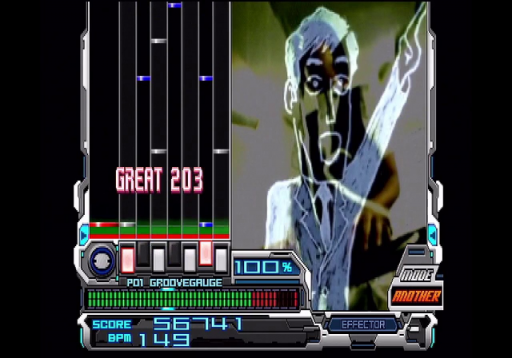 GREAT 203
100%
MODE
ANOTHER
P01 GROOVEGAUGE
SCORE 56741
BPM 149
EFFECTOR